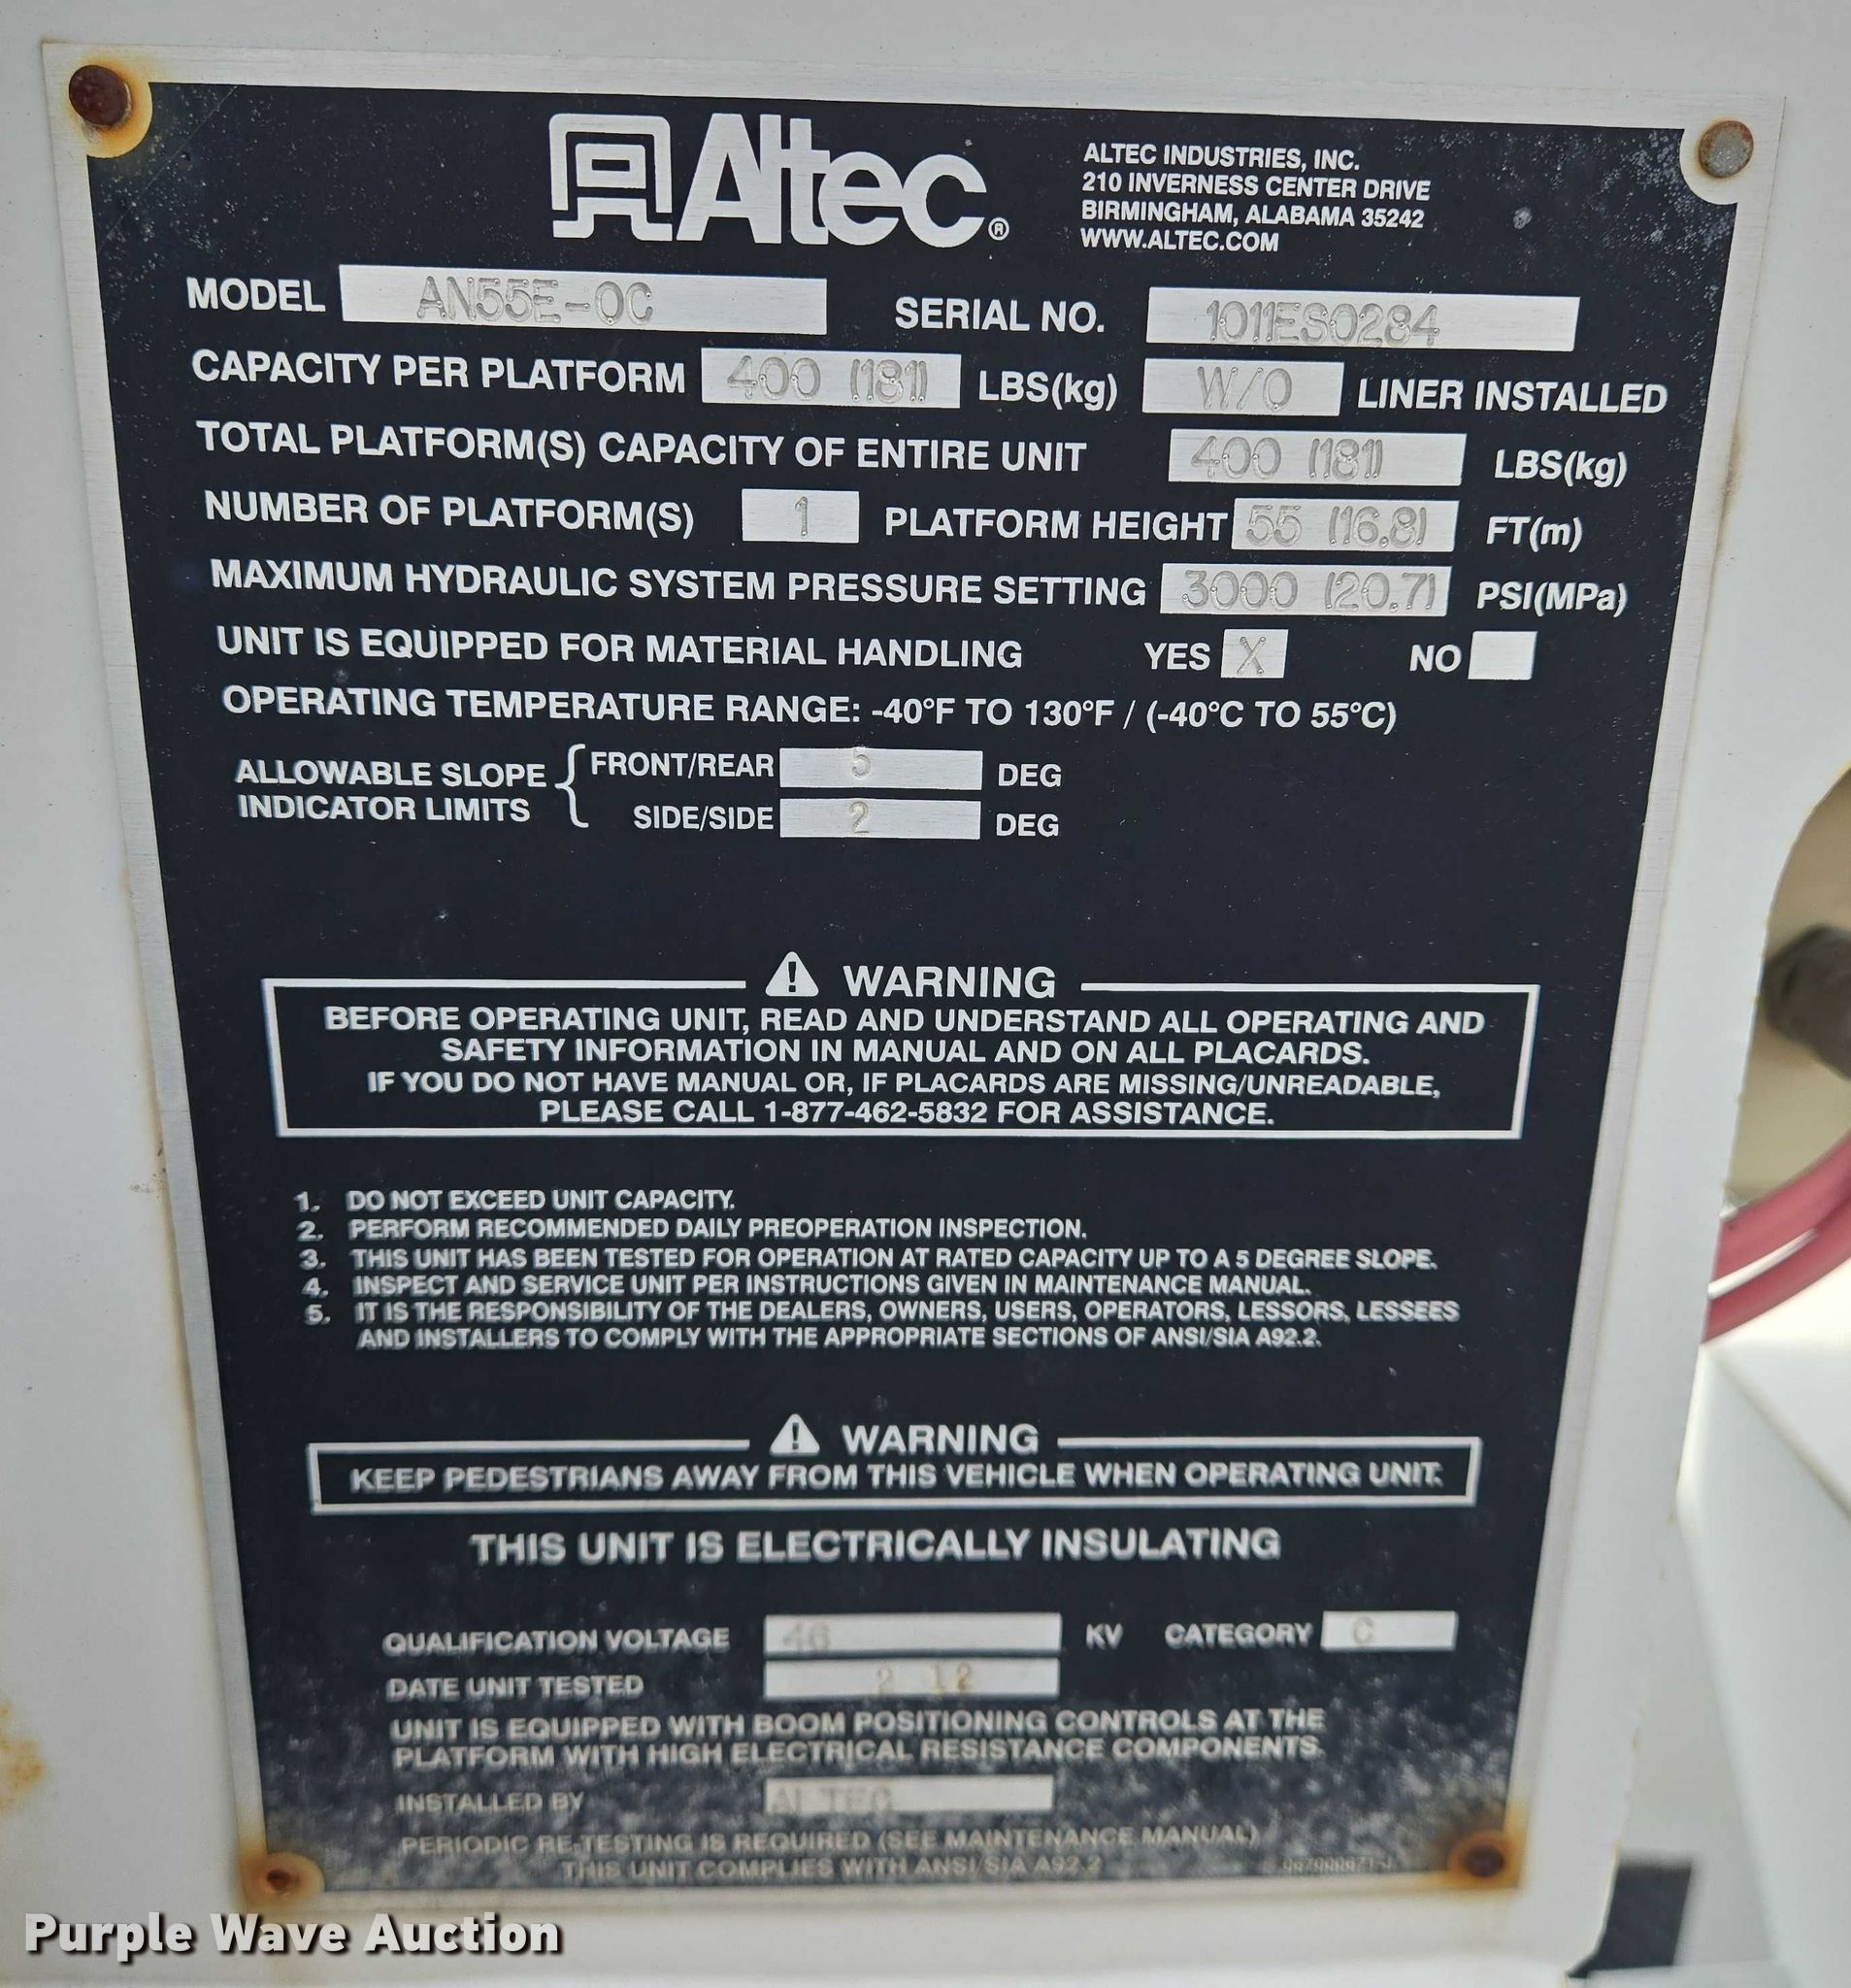 Altec®
ALTEC INDUSTRIES, INC.
210 INVERNESS CENTER DRIVE
BIRMINGHAM, ALABAMA 35242
WWW.ALTEC.COM
MODEL AN55E-OC SERIAL NO. 1011ES0284
CAPACITY PER PLATFORM 400 (181) LBS(kg) W/O LINER INSTALLED
TOTAL PLATFORM(S) CAPACITY OF ENTIRE UNIT 400 (181) LBS(kg)
NUMBER OF PLATFORM(S) 1 PLATFORM HEIGHT 55 (16.8) FT(m)
MAXIMUM HYDRAULIC SYSTEM PRESSURE SETTING 3000 (20.7) PSI(MPa)
UNIT IS EQUIPPED FOR MATERIAL HANDLING YES X NO
OPERATING TEMPERATURE RANGE: -40°F TO 130°F / (-40°C TO 55°C)
ALLOWABLE SLOPE INDICATOR LIMITS
FRONT/REAR 5 DEG
SIDE/SIDE 2 DEG
WARNING
BEFORE OPERATING UNIT, READ AND UNDERSTAND ALL OPERATING AND
SAFETY INFORMATION IN MANUAL AND ON ALL PLACARDS.
IF YOU DO NOT HAVE MANUAL OR, IF PLACARDS ARE MISSING/UNREADABLE,
PLEASE CALL 1-877-462-5832 FOR ASSISTANCE.
1. DO NOT EXCEED UNIT CAPACITY.
2. PERFORM RECOMMENDED DAILY PREOPERATION INSPECTION.
3. THIS UNIT HAS BEEN TESTED FOR OPERATION AT RATED CAPACITY UP TO A 5 DEGREE SLOPE.
4. INSPECT AND SERVICE UNIT PER INSTRUCTIONS GIVEN IN MAINTENANCE MANUAL.
5. IT IS THE RESPONSIBILITY OF THE DEALERS, OWNERS, USERS, OPERATORS, LESSORS, LESSEES
AND INSTALLERS TO COMPLY WITH THE APPROPRIATE SECTIONS OF ANSI/SIA A92.2.
WARNING
KEEP PEDESTRIANS AWAY FROM THIS VEHICLE WHEN OPERATING UNIT.
THIS UNIT IS ELECTRICALLY INSULATING
QUALIFICATION VOLTAGE 46 KV CATEGORY C
DATE UNIT TESTED 2 12
UNIT IS EQUIPPED WITH BOOM POSITIONING CONTROLS AT THE
PLATFORM WITH HIGH ELECTRICAL RESISTANCE COMPONENTS.
INSTALLED BY ALTEC
PERIODIC RE-TESTING IS REQUIRED (SEE MAINTENANCE MANUAL)
THIS UNIT COMPLIES WITH ANSI/SIA A92.2
Purple Wave Auction